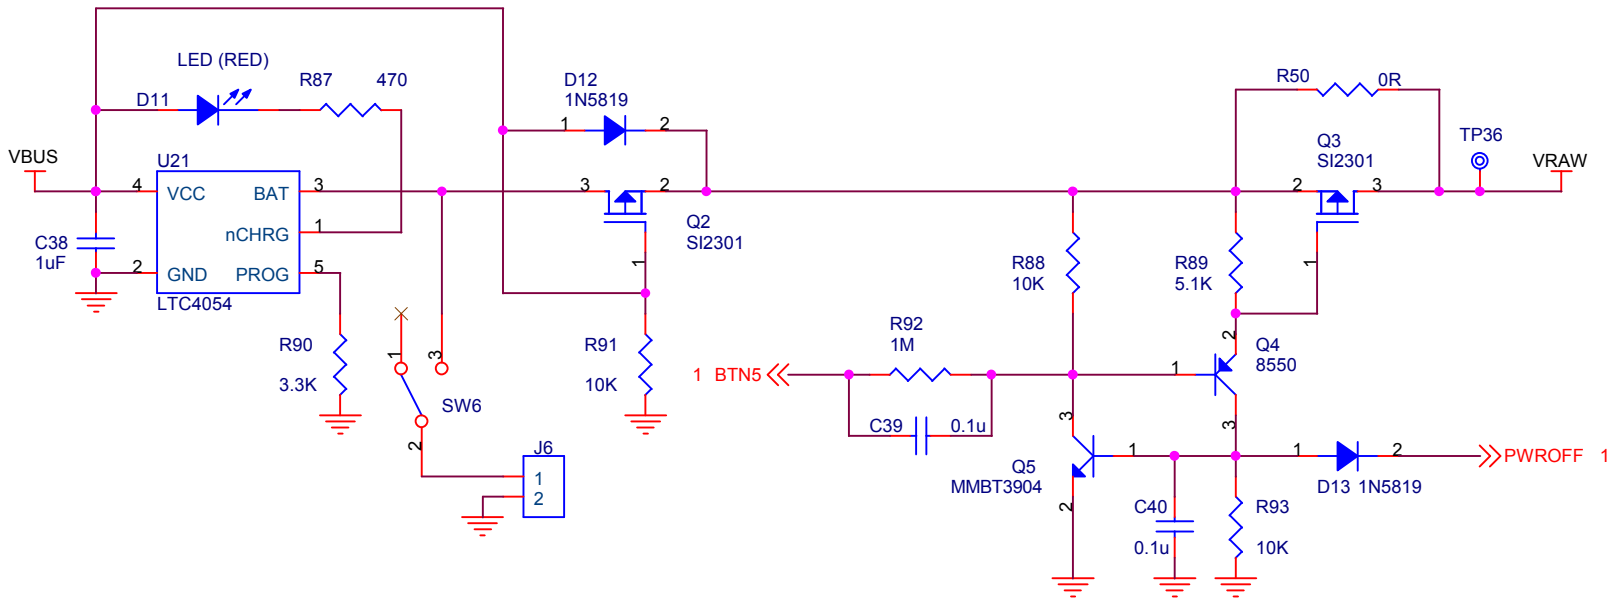 LED (RED)
D11
R87 470
D12
1N5819
1
2
R50 0R
Q3
SI2301
TP36
VBUS
VRAW
U21
4 VCC
BAT 3
nCHRG 1
2 GND
PROG 5
LTC4054
C38
1uF
3
2
Q2
SI2301
1
2
3
1
R88
10K
R89
5.1K
R90
3.3K
1
3
SW6
2
R91
10K
R92
1M
1 BTN5
C39 0.1u
1
2
Q4
8550
3
3
Q5
MMBT3904
1
2
1
2
D13 1N5819
PWROFF 1
C40
0.1u
R93
10K
J6
1
2